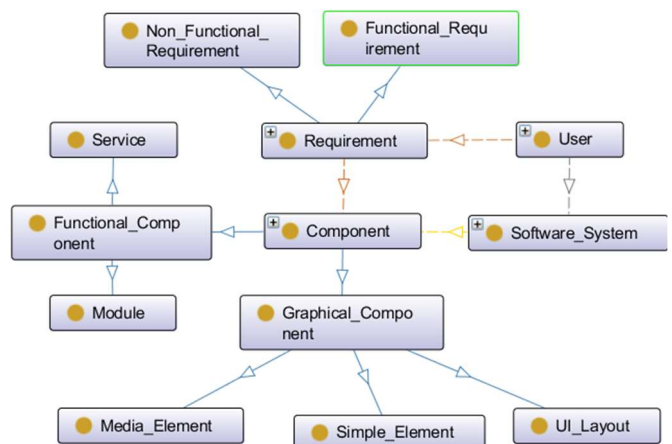 Non_Functional_
Requirement
Functional_Requ
irement
Service
Requirement
User
Functional_Comp
onent
Component
Software_System
Module
Graphical_Compo
nent
Media_Element
Simple_Element
UI_Layout